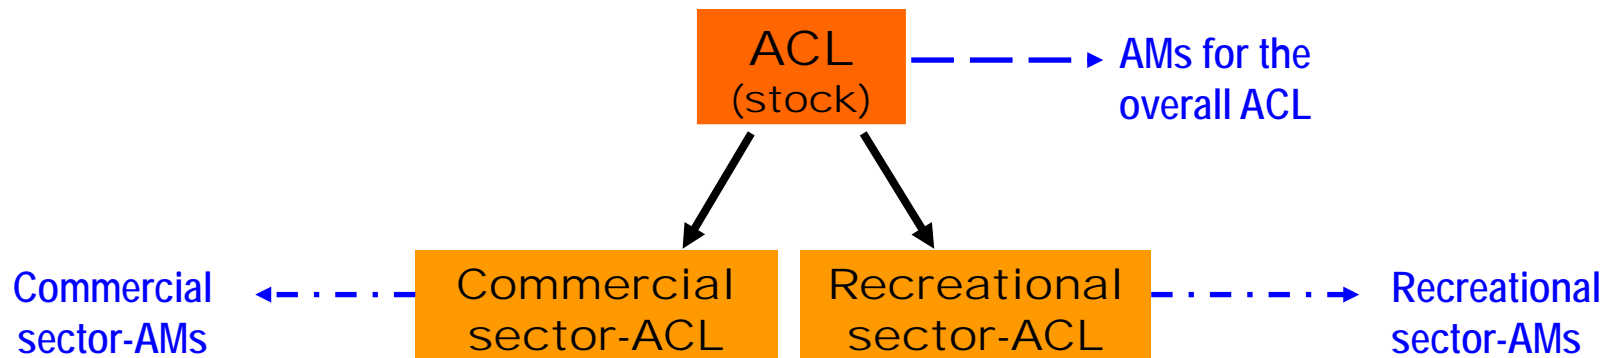 ACL
(stock)
AMs for the
overall ACL
Commercial
sector-AMs
Commercial
sector-ACL
Recreational
sector-ACL
Recreational
sector-AMs